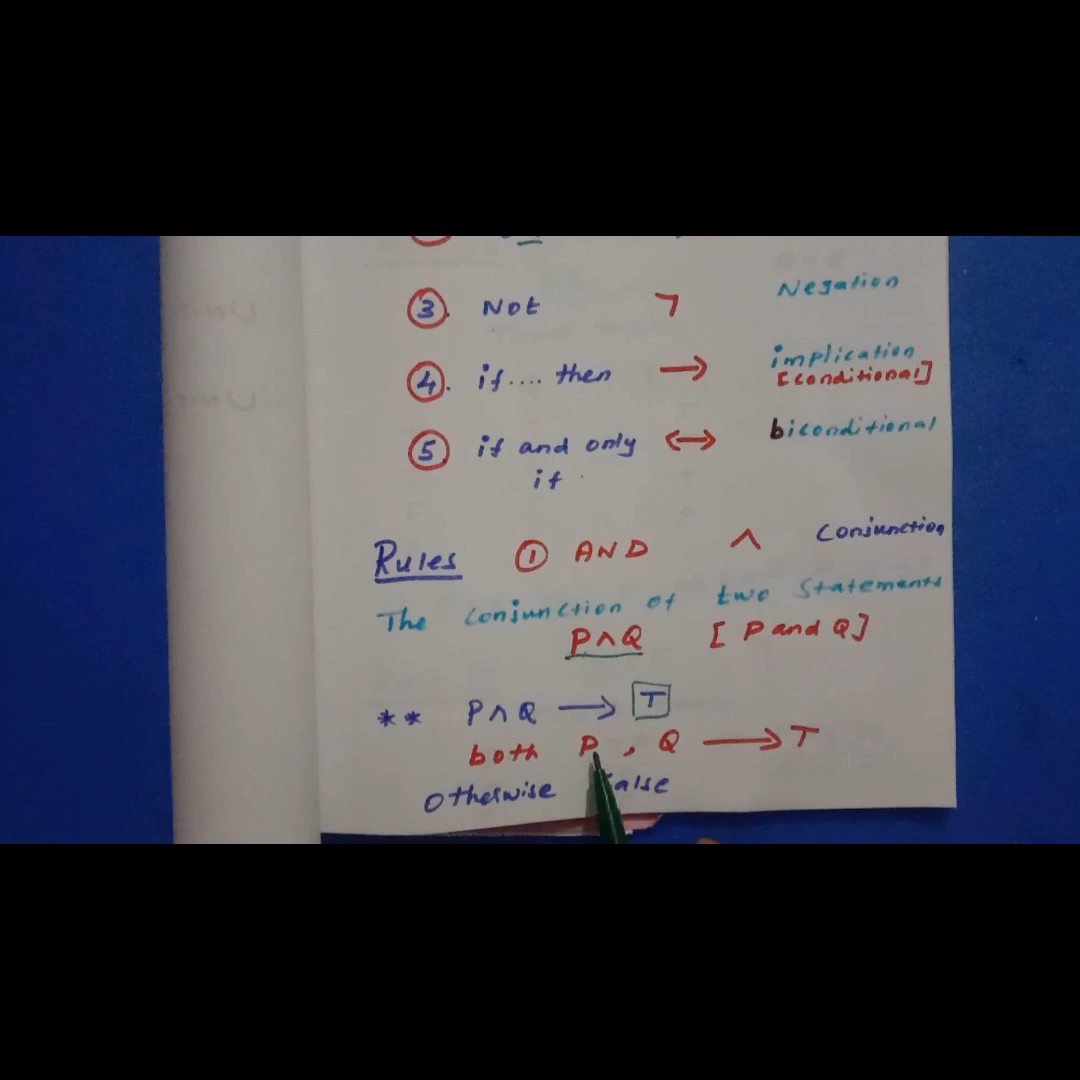 3. Not ¬ Negation
4. if.... then → implication
[conditional]
5 if and only ↔ biconditional
if
Rules 1 AND ∧ Conjunction
The conjunction of two statements
P∧Q [P and Q]
** P∧Q → T
both P, Q → T
Otherwise False